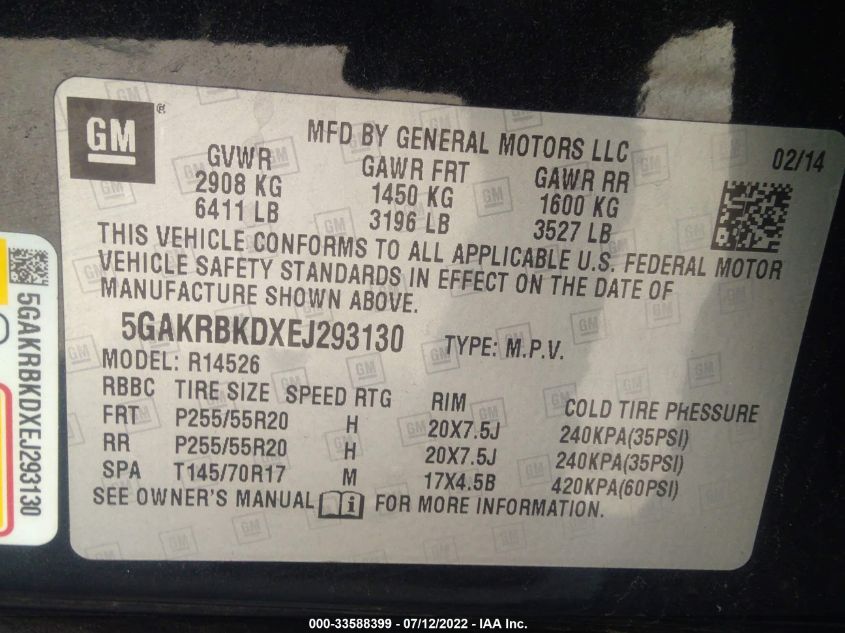 GM ®
MFD BY GENERAL MOTORS LLC
02/14
GVWR GAWR FRT GAWR RR
2908 KG 1450 KG 1600 KG
6411 LB 3196 LB 3527 LB
THIS VEHICLE CONFORMS TO ALL APPLICABLE U.S. FEDERAL MOTOR
VEHICLE SAFETY STANDARDS IN EFFECT ON THE DATE OF
MANUFACTURE SHOWN ABOVE.
5GAKRBKDXEJ293130 TYPE: M.P.V.
MODEL: R14526
RBBC TIRE SIZE SPEED RTG RIM COLD TIRE PRESSURE
FRT P255/55R20 H 20X7.5J 240KPA(35PSI)
RR P255/55R20 H 20X7.5J 240KPA(35PSI)
SPA T145/70R17 M 17X4.5B 420KPA(60PSI)
SEE OWNER'S MANUAL i FOR MORE INFORMATION.
5GAKRBKDXEJ293130
000-33588399 - 07/12/2022 - IAA Inc.